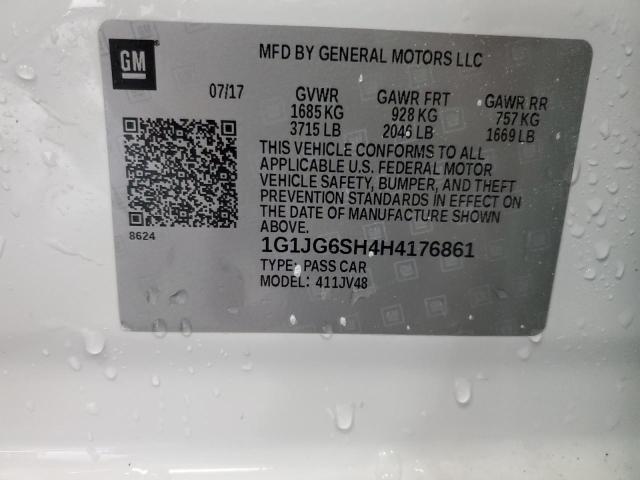 GM
MFD BY GENERAL MOTORS LLC
07/17 GVWR GAWR FRT GAWR RR
1685 KG 928 KG 757 KG
3715 LB 2046 LB 1669 LB
THIS VEHICLE CONFORMS TO ALL
APPLICABLE U.S. FEDERAL MOTOR
VEHICLE SAFETY, BUMPER, AND THEFT
PREVENTION STANDARDS IN EFFECT ON
THE DATE OF MANUFACTURE SHOWN
ABOVE.
8624
1G1JG6SH4H4176861
TYPE: PASS CAR
MODEL: 411JV48